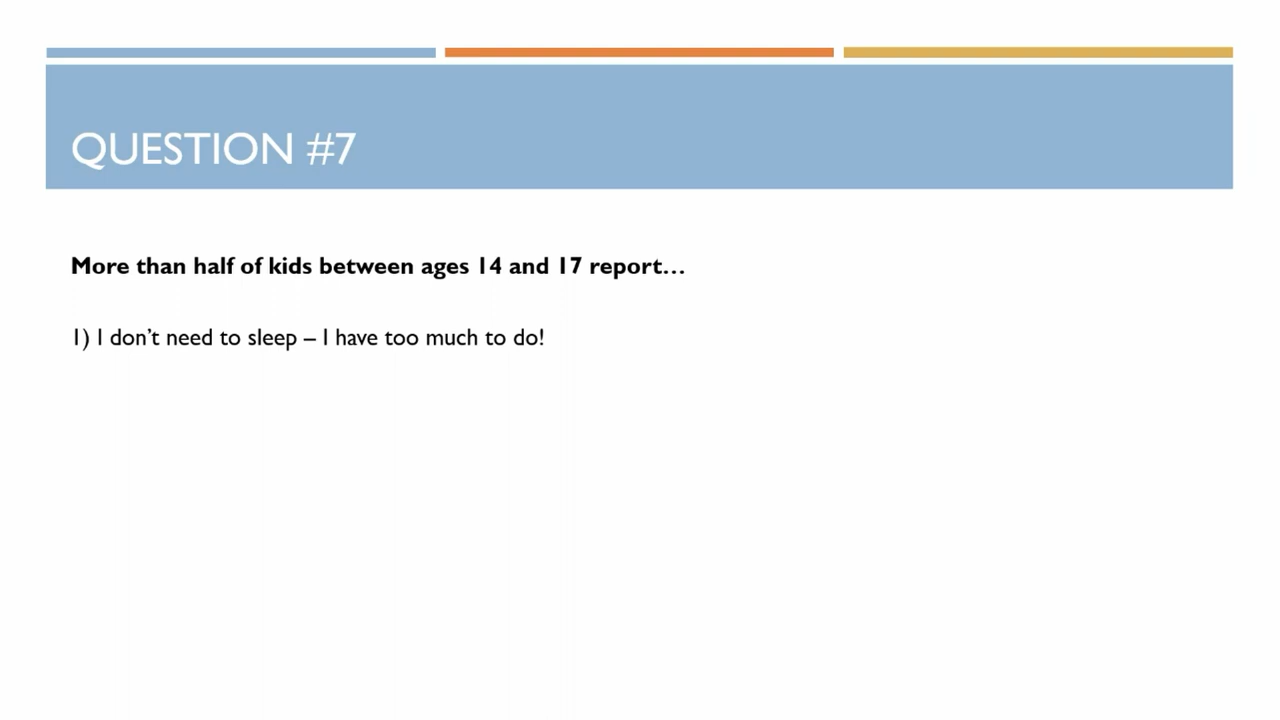 QUESTION #7
More than half of kids between ages 14 and 17 report…
1) I don’t need to sleep – I have too much to do!